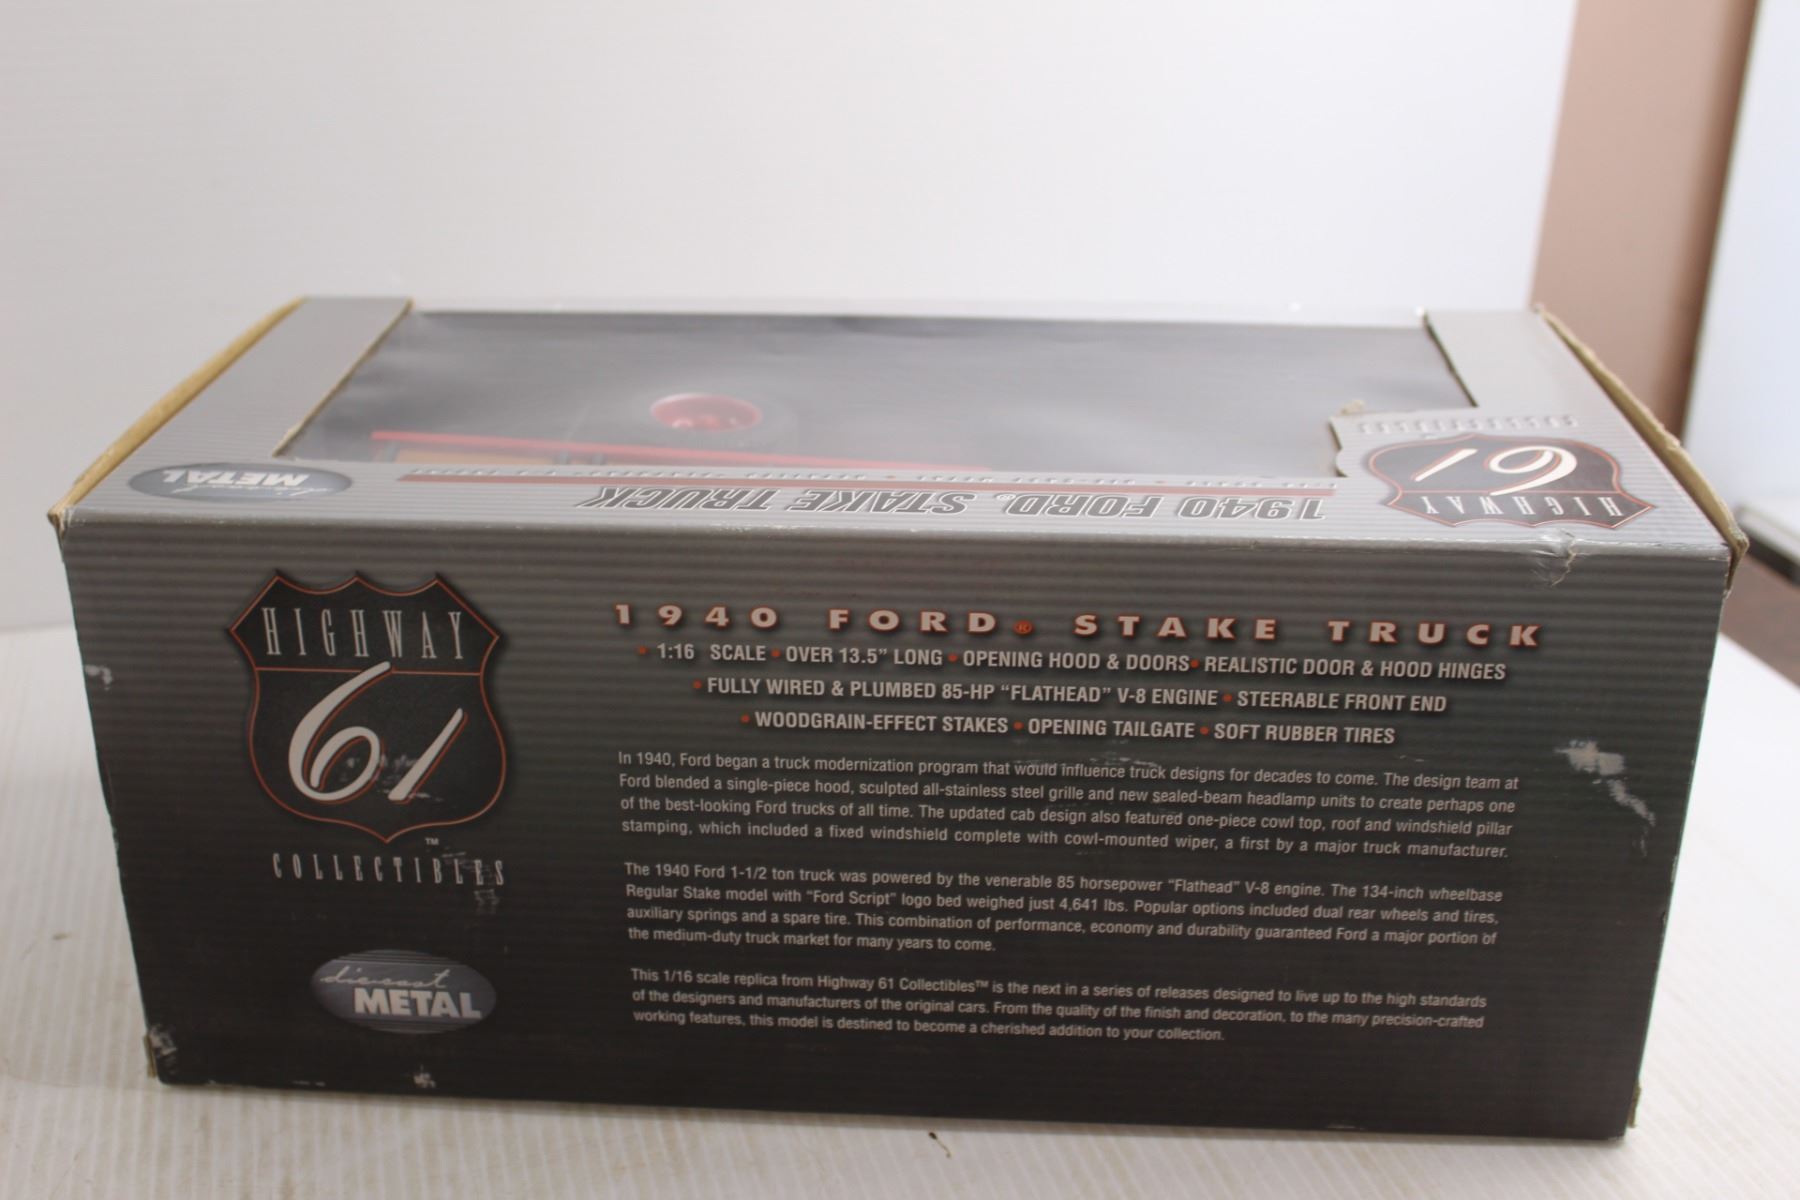 1940 FORD® STAKE TRUCK
HIGHWAY
61
COLLECTIBLES
die-cast
METAL
HIGHWAY
61
™
COLLECTIBLES
die-cast
METAL
1940 FORD® STAKE TRUCK
• 1:16 SCALE • OVER 13.5” LONG • OPENING HOOD & DOORS • REALISTIC DOOR & HOOD HINGES
• FULLY WIRED & PLUMBED 85-HP “FLATHEAD” V-8 ENGINE • STEERABLE FRONT END
• WOODGRAIN-EFFECT STAKES • OPENING TAILGATE • SOFT RUBBER TIRES
In 1940, Ford began a truck modernization program that would influence truck designs for decades to come. The design team at
Ford blended a single-piece hood, sculpted all-stainless steel grille and new sealed-beam headlamp units to create perhaps one
of the best-looking Ford trucks of all time. The updated cab design also featured one-piece cowl top, roof and windshield pillar
stamping, which included a fixed windshield complete with cowl-mounted wiper, a first by a major truck manufacturer.
The 1940 Ford 1-1/2 ton truck was powered by the venerable 85 horsepower “Flathead” V-8 engine. The 134-inch wheelbase
Regular Stake model with “Ford Script” logo bed weighed just 4,641 lbs. Popular options included dual rear wheels and tires,
auxiliary springs and a spare tire. This combination of performance, economy and durability guaranteed Ford a major portion of
the medium-duty truck market for many years to come.
This 1/16 scale replica from Highway 61 Collectibles™ is the next in a series of releases designed to live up to the high standards
of the designers and manufacturers of the original cars. From the quality of the finish and decoration, to the many precision-crafted
working features, this model is destined to become a cherished addition to your collection.